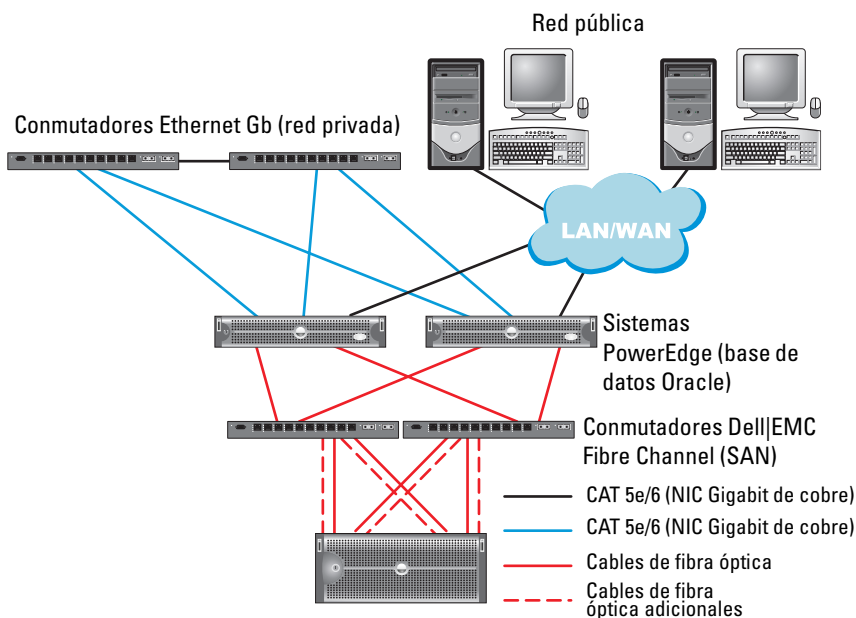 Red pública
Conmutadores Ethernet Gb (red privada)
LAN/WAN
Sistemas
PowerEdge (base de
datos Oracle)
Conmutadores Dell|EMC
Fibre Channel (SAN)
CAT 5e/6 (NIC Gigabit de cobre)
CAT 5e/6 (NIC Gigabit de cobre)
Cables de fibra óptica
Cables de fibra
óptica adicionales